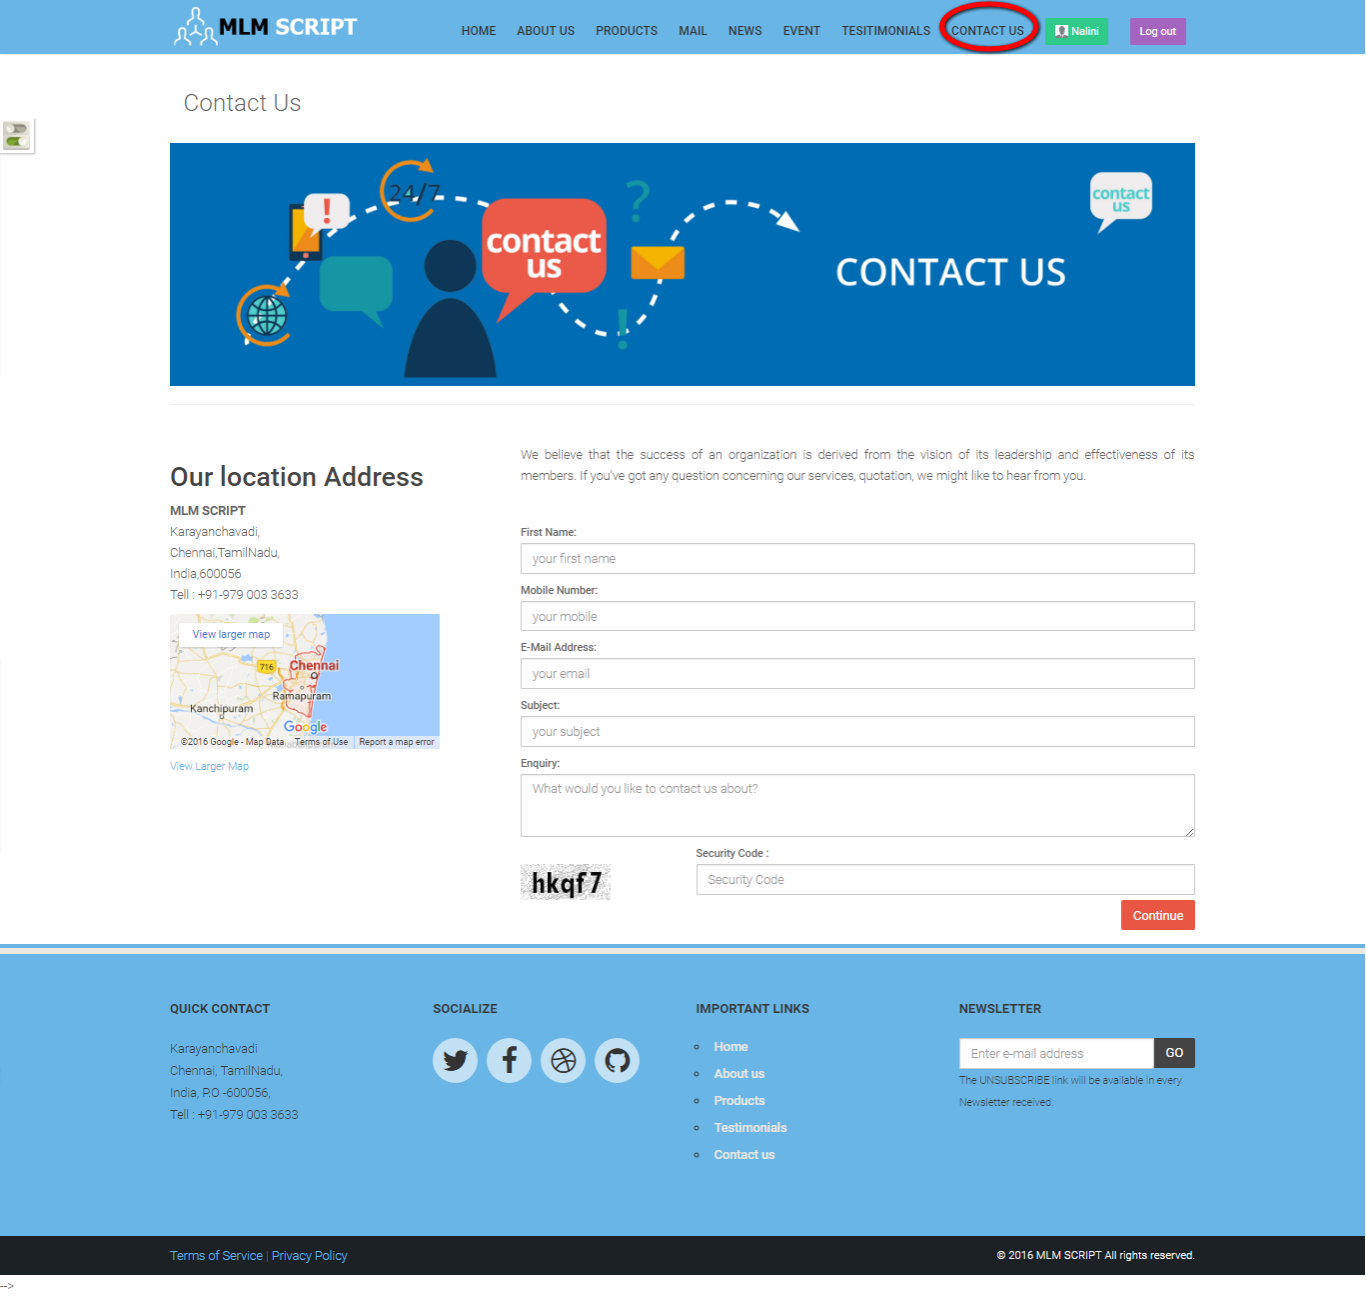 MLM SCRIPT
HOME ABOUT US PRODUCTS MAIL NEWS EVENT TESITIMONIALS CONTACT US Nalini Log out
Contact Us
24/7
!
?
contact
us
contact
us
CONTACT US
!
Our location Address
MLM SCRIPT
Karayanchavadi,
Chennai,TamilNadu,
India,600056
Tell : +91-979 003 3633
View larger map
716
Chennai
Ramapuram
Kanchipuram
Google
©2016 Google - Map Data Terms of Use Report a map error
View Larger Map
We believe that the success of an organization is derived from the vision of its leadership and effectiveness of its
members. If you've got any question concerning our services, quotation, we might like to hear from you.
First Name:
your first name
Mobile Number:
your mobile
E-Mail Address:
your email
Subject:
your subject
Enquiry:
What would you like to contact us about?
hkqf7
Security Code :
Security Code
Continue
QUICK CONTACT
Karayanchavadi
Chennai, TamilNadu,
India, P.O -600056,
Tell : +91-979 003 3633
SOCIALIZE
IMPORTANT LINKS
Home
About us
Products
Testimonials
Contact us
NEWSLETTER
Enter e-mail address GO
The UNSUBSCRIBE link will be available in every
Newsletter received.
Terms of Service | Privacy Policy
© 2016 MLM SCRIPT All rights reserved.
-->